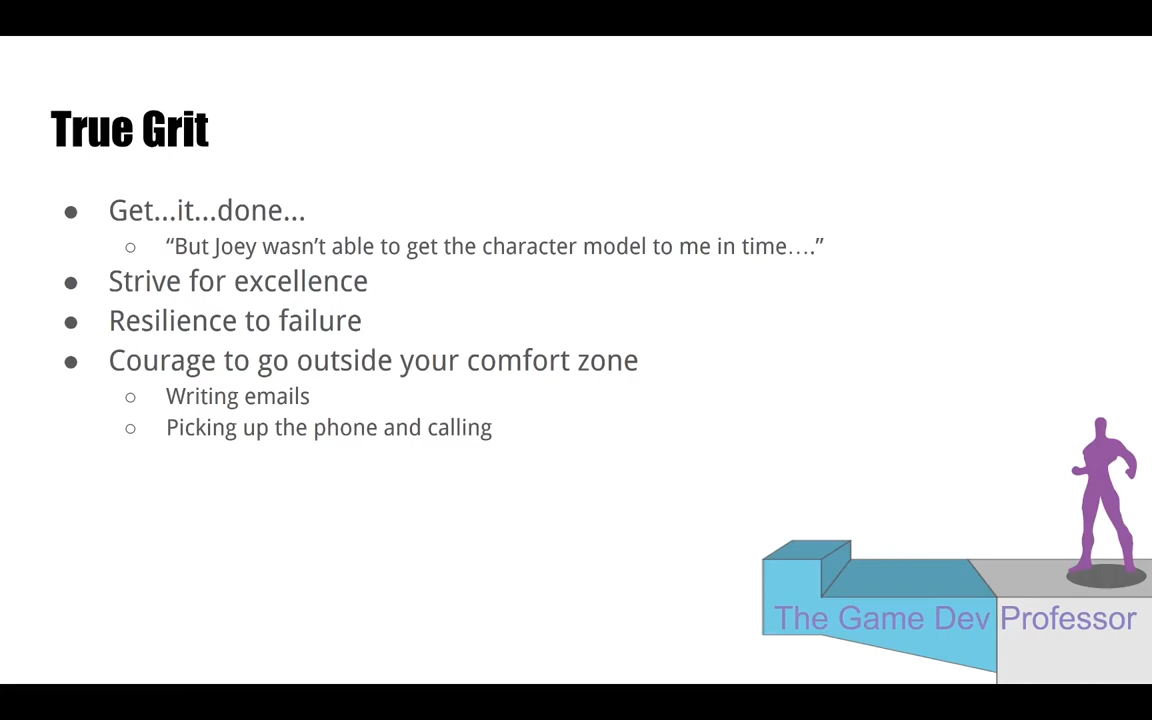 True Grit
● Get...it...done...
○ “But Joey wasn’t able to get the character model to me in time….”
● Strive for excellence
● Resilience to failure
● Courage to go outside your comfort zone
○ Writing emails
○ Picking up the phone and calling
The Game Dev Professor